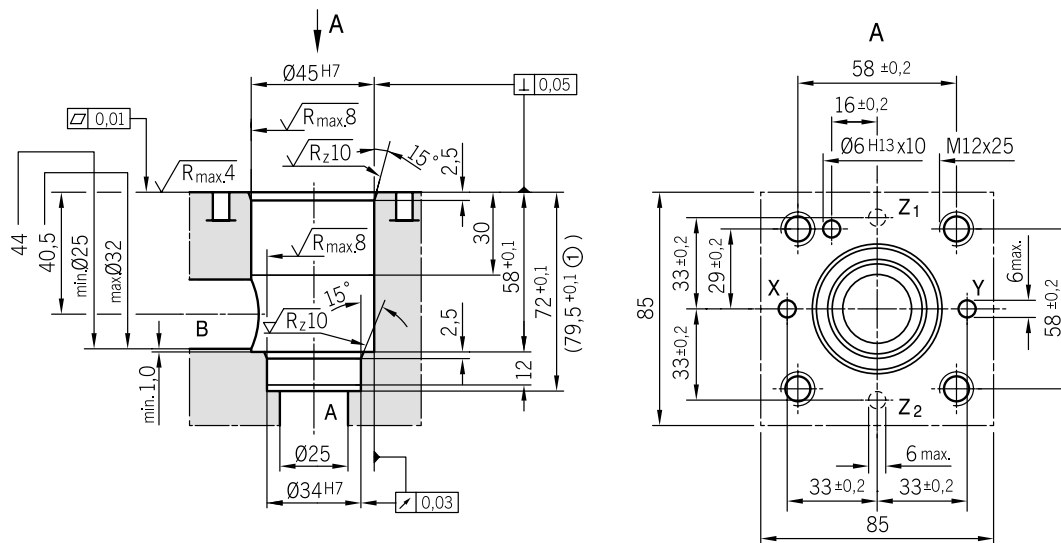 A
Ø45 H7
⊥ 0,05
▱ 0,01
Rmax.8
Rz10
15°
2,5
Rmax.4
44
40,5
min.Ø25
maxØ32
Rmax.8
30
58+0,1
72+0,1
(79,5+0,1 ①)
15°
Rz10
2,5
B
min.1,0
12
A
Ø25
Ø34 H7
↗ 0,03
A
58 ±0,2
16±0,2
Ø6 H13 x10
M12x25
85
33±0,2
29±0,2
Z1
X
Y
6max.
58 ±0,2
33±0,2
Z2
6 max.
33±0,2
33±0,2
85